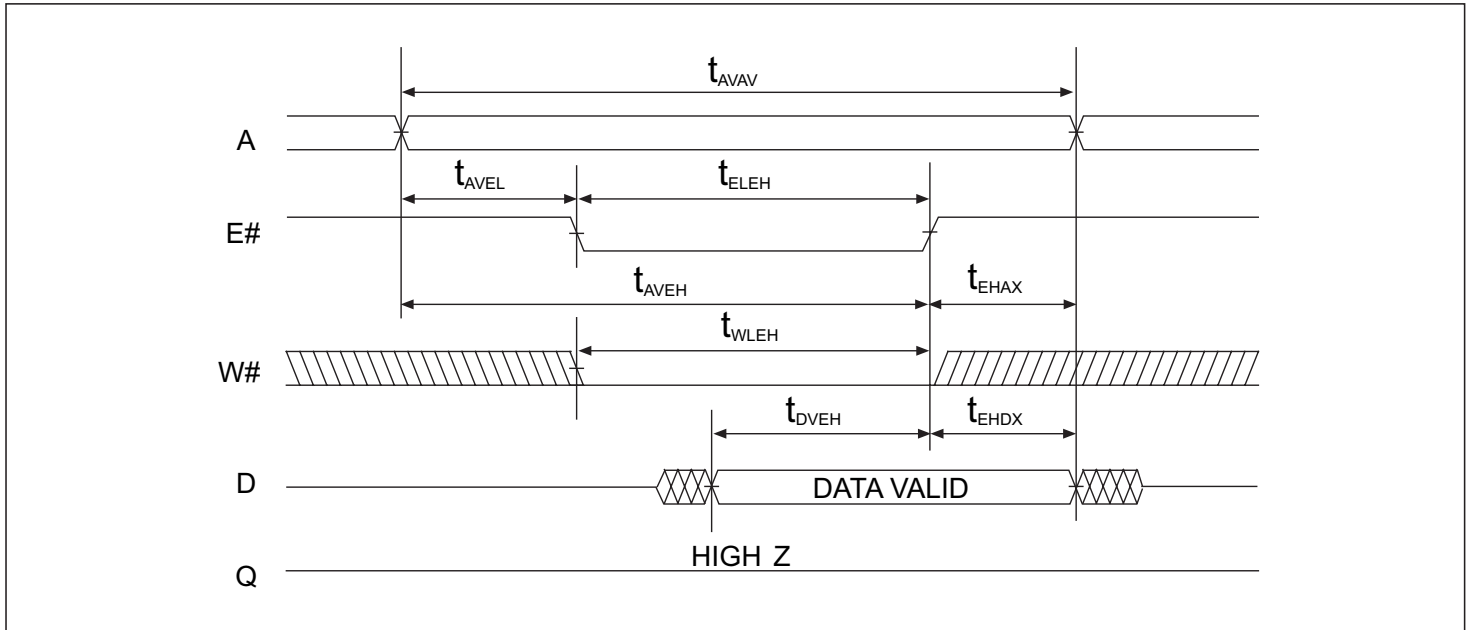 tAVAV
A
tAVEL tELEH
E#
tAVEH tEHAX
tWLEH
W#
tDVEH tEHDX
D DATA VALID
HIGH Z
Q